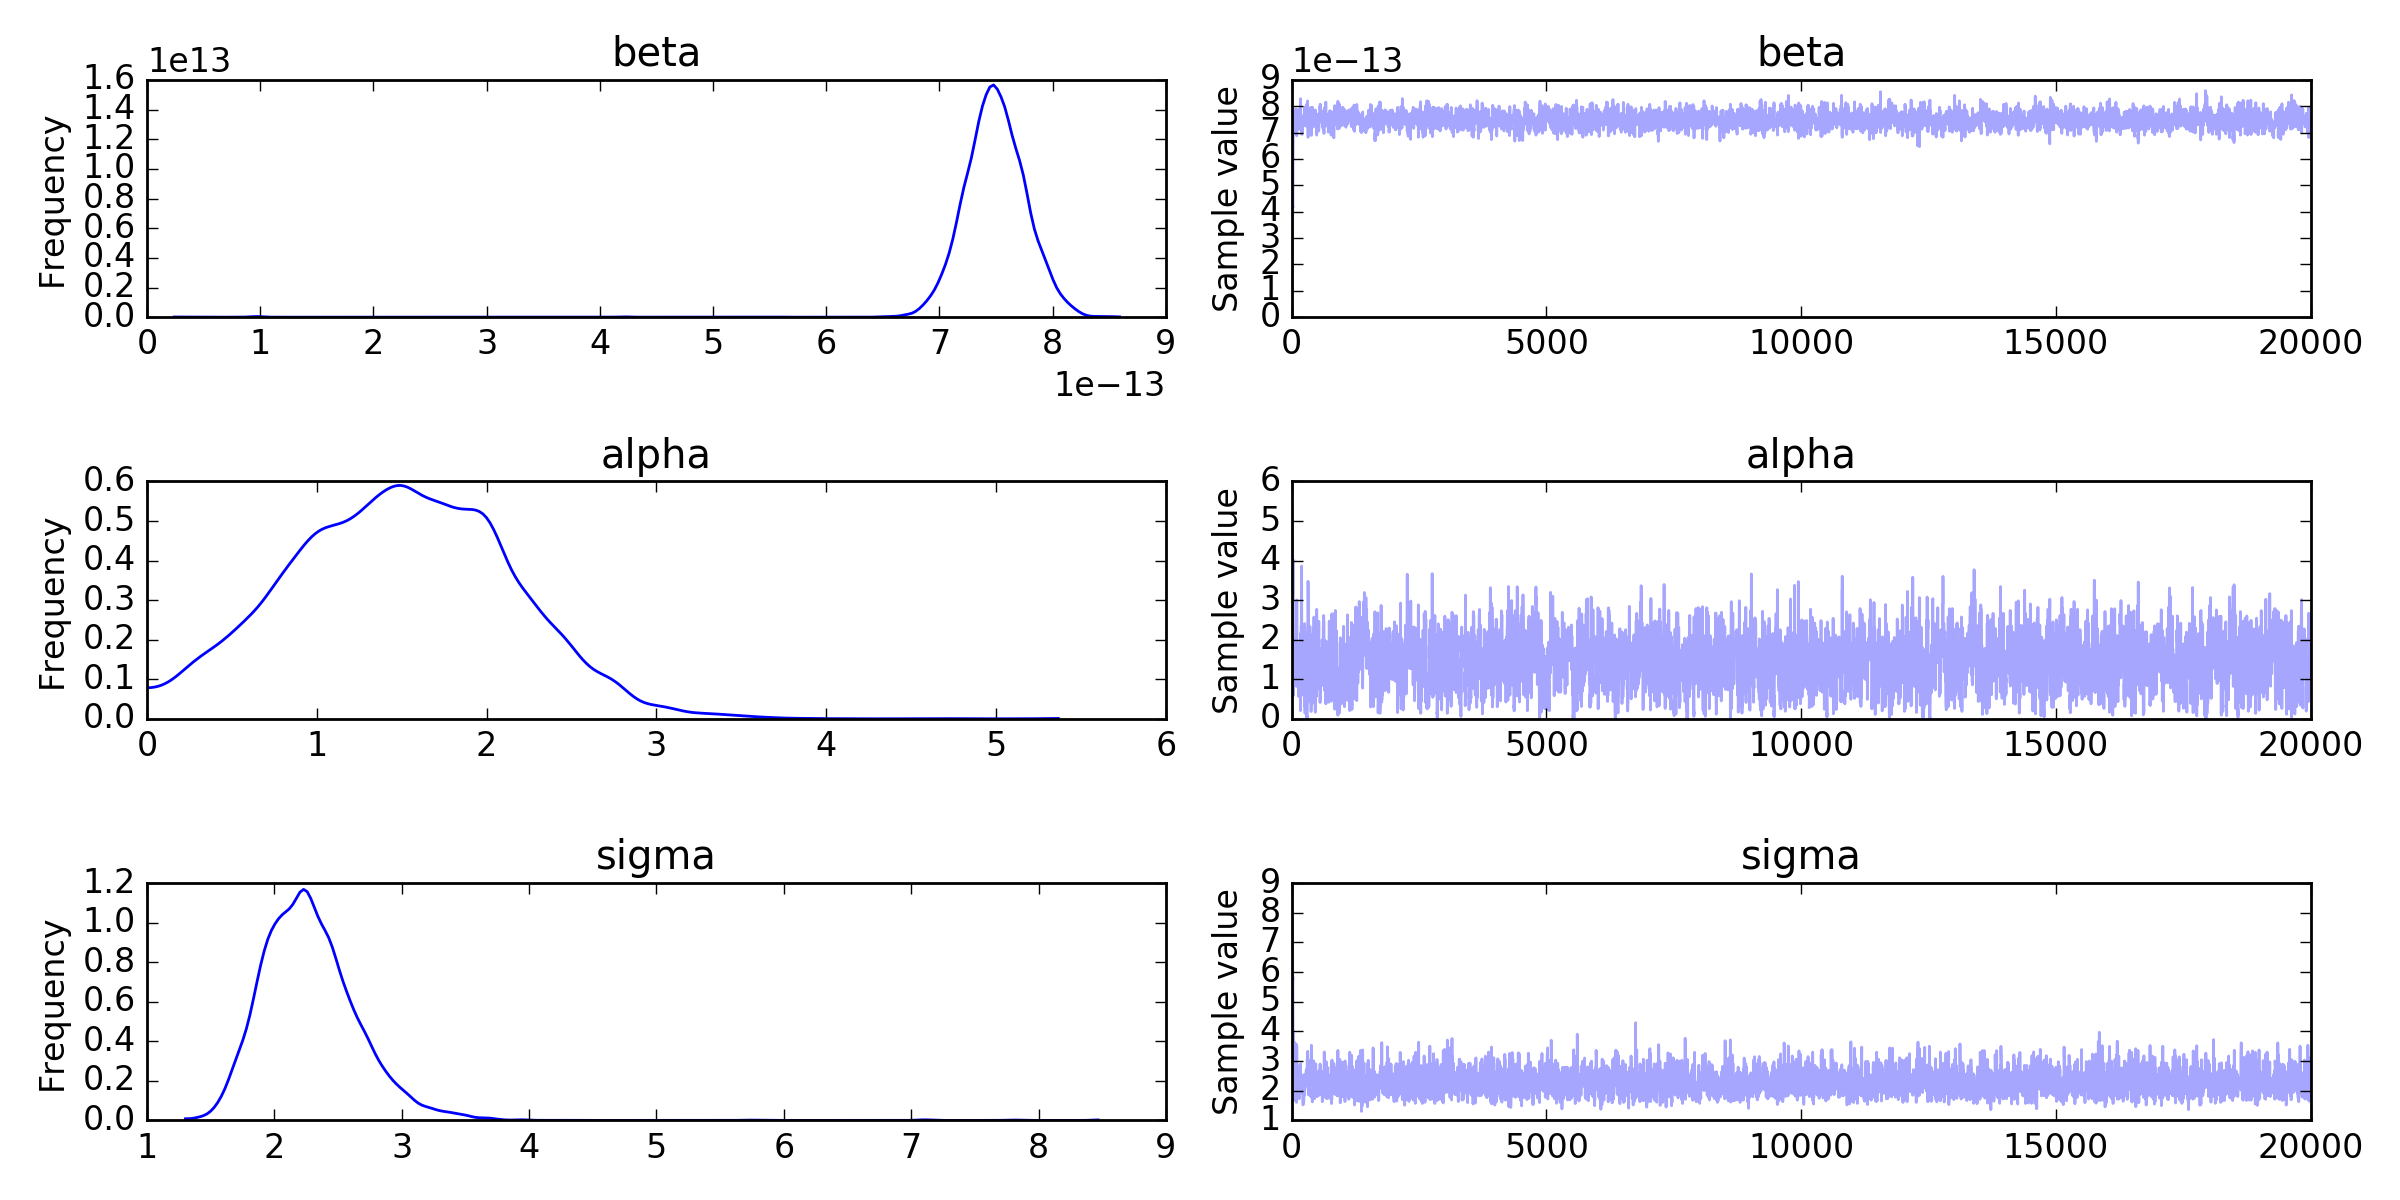 beta
1e13
1.6
1.4
1.2
1.0
0.8
0.6
0.4
0.2
0.0
Frequency
0 1 2 3 4 5 6 7 8 9
1e−13
beta
1e−13
9
8
7
6
5
4
3
2
1
0
Sample value
0 5000 10000 15000 20000
alpha
0.6
0.5
0.4
0.3
0.2
0.1
0.0
Frequency
0 1 2 3 4 5 6
alpha
6
5
4
3
2
1
0
Sample value
0 5000 10000 15000 20000
sigma
1.2
1.0
0.8
0.6
0.4
0.2
0.0
Frequency
1 2 3 4 5 6 7 8 9
sigma
9
8
7
6
5
4
3
2
1
Sample value
0 5000 10000 15000 20000